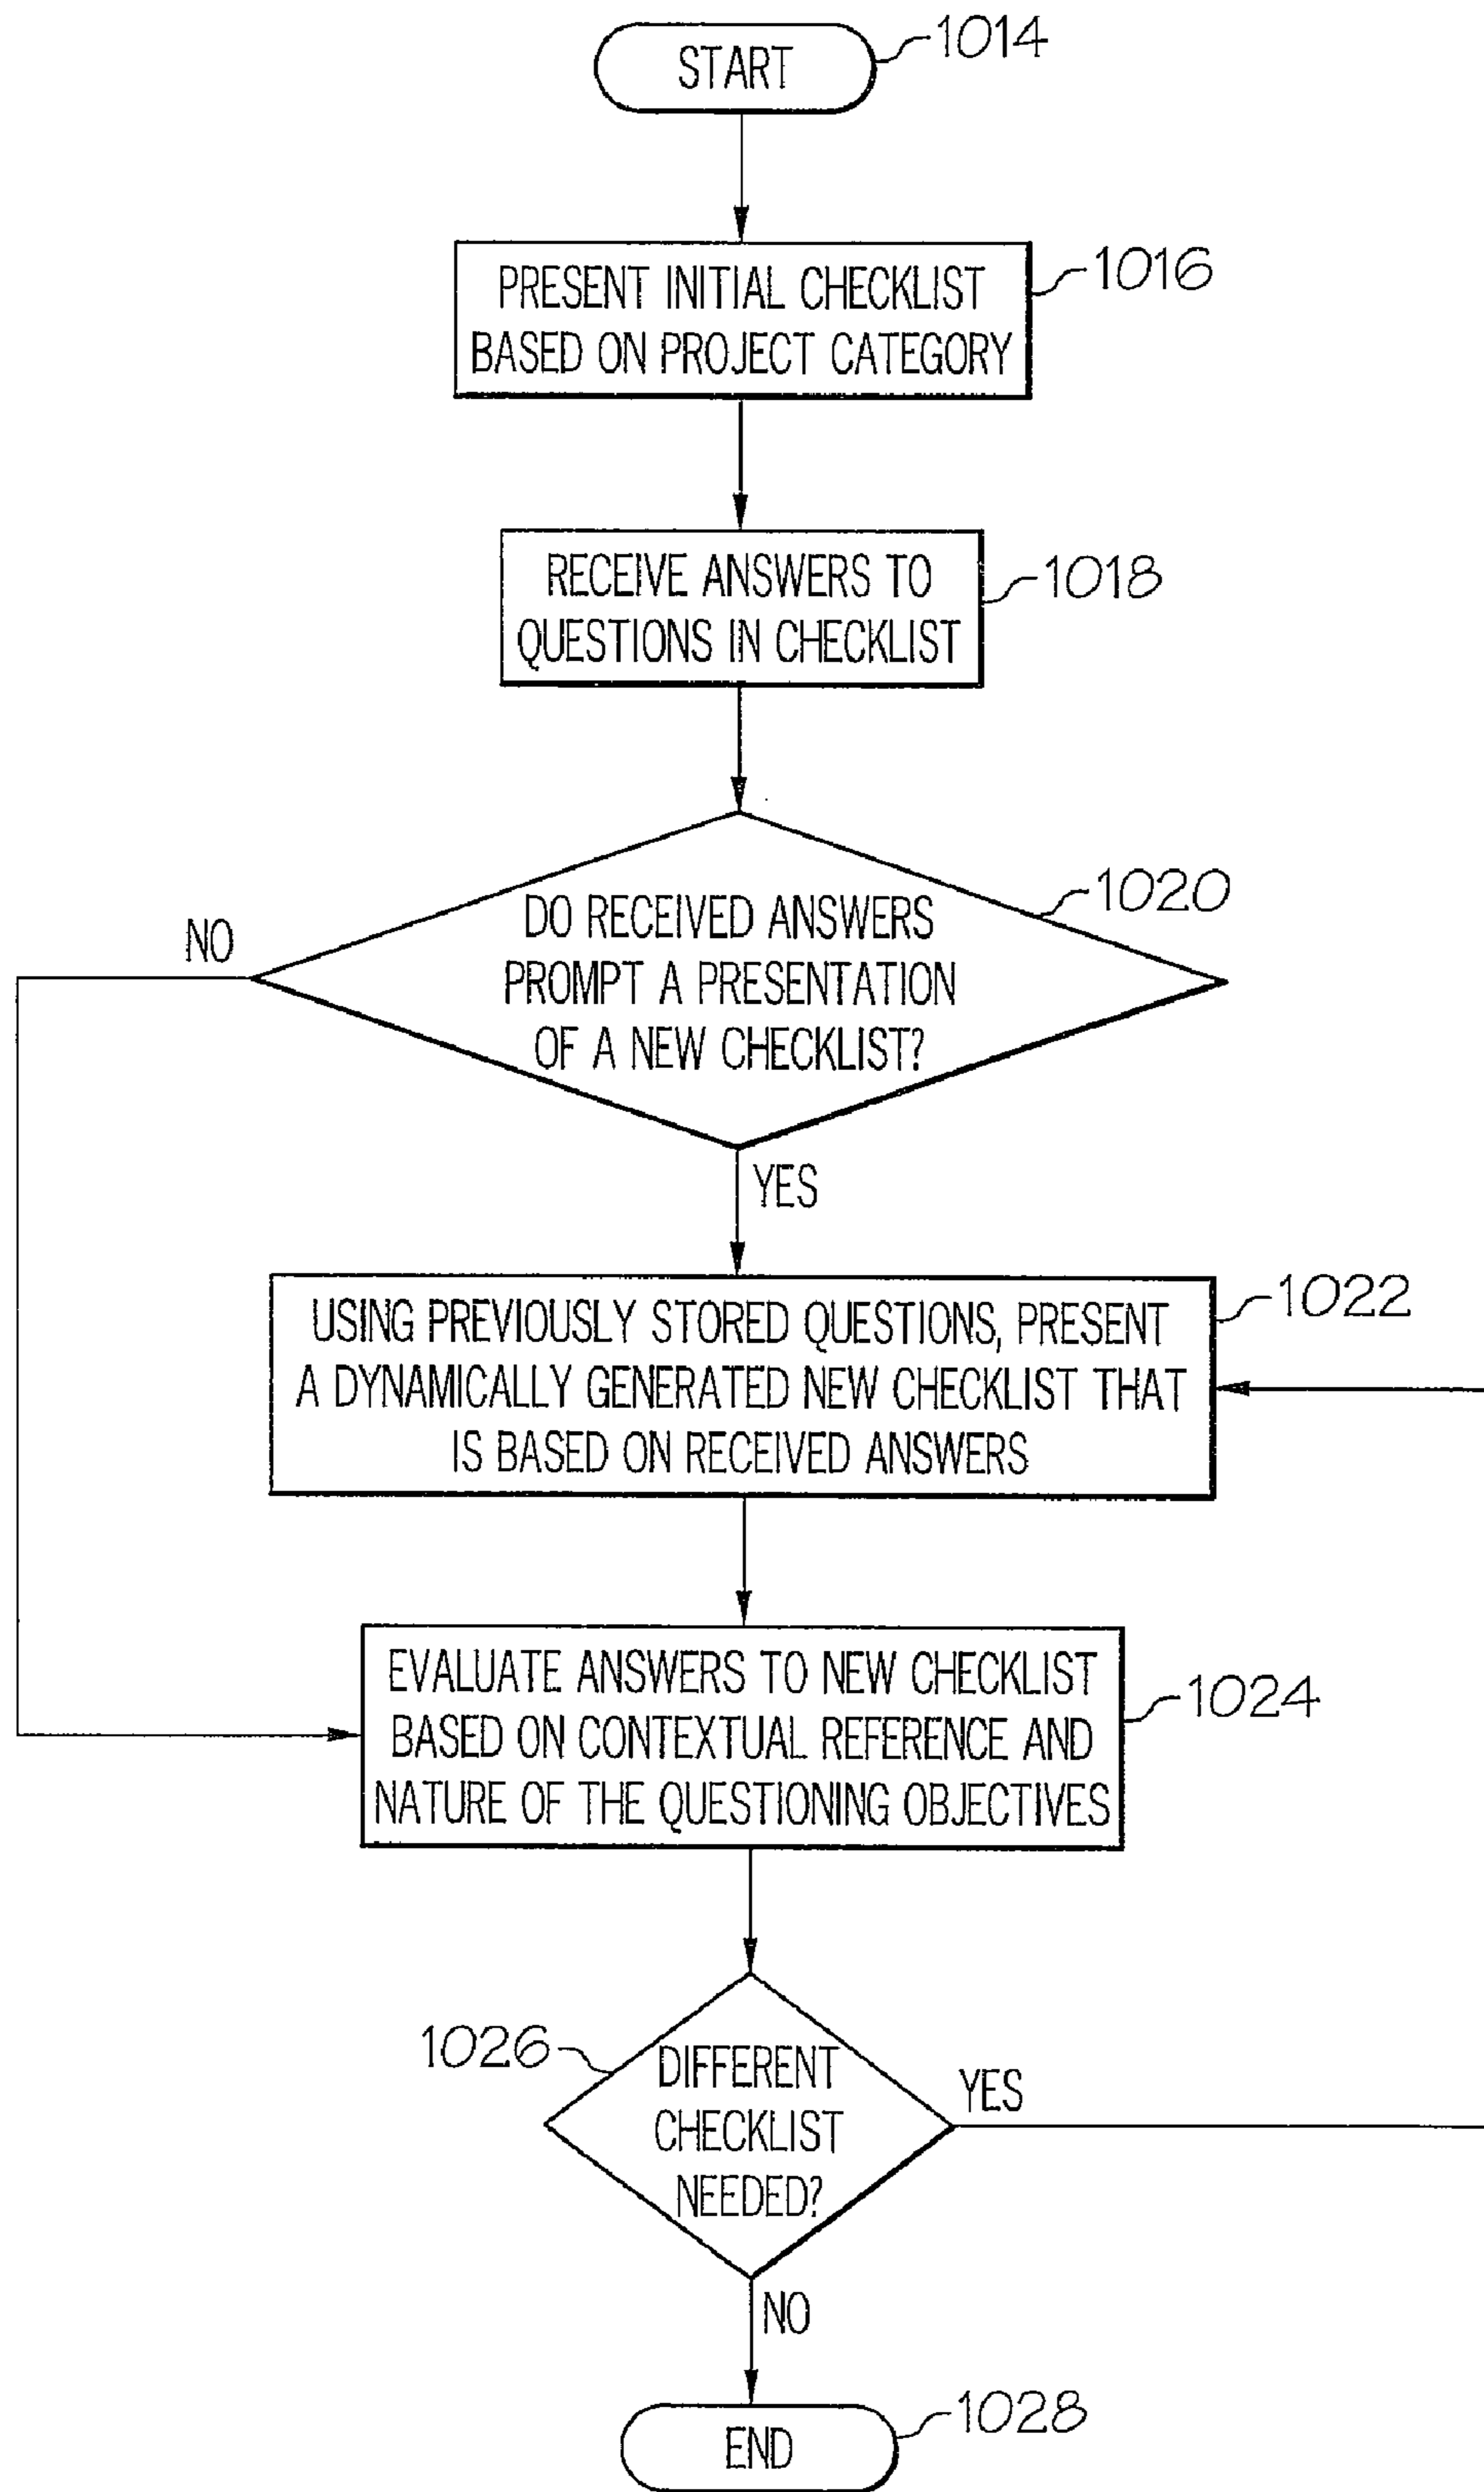 START
1014
PRESENT INITIAL CHECKLIST
BASED ON PROJECT CATEGORY
1016
RECEIVE ANSWERS TO
QUESTIONS IN CHECKLIST
1018
DO RECEIVED ANSWERS
PROMPT A PRESENTATION
OF A NEW CHECKLIST?
1020
NO
YES
USING PREVIOUSLY STORED QUESTIONS, PRESENT
A DYNAMICALLY GENERATED NEW CHECKLIST THAT
IS BASED ON RECEIVED ANSWERS
1022
EVALUATE ANSWERS TO NEW CHECKLIST
BASED ON CONTEXTUAL REFERENCE AND
NATURE OF THE QUESTIONING OBJECTIVES
1024
1026
DIFFERENT
CHECKLIST
NEEDED?
YES
NO
END
1028